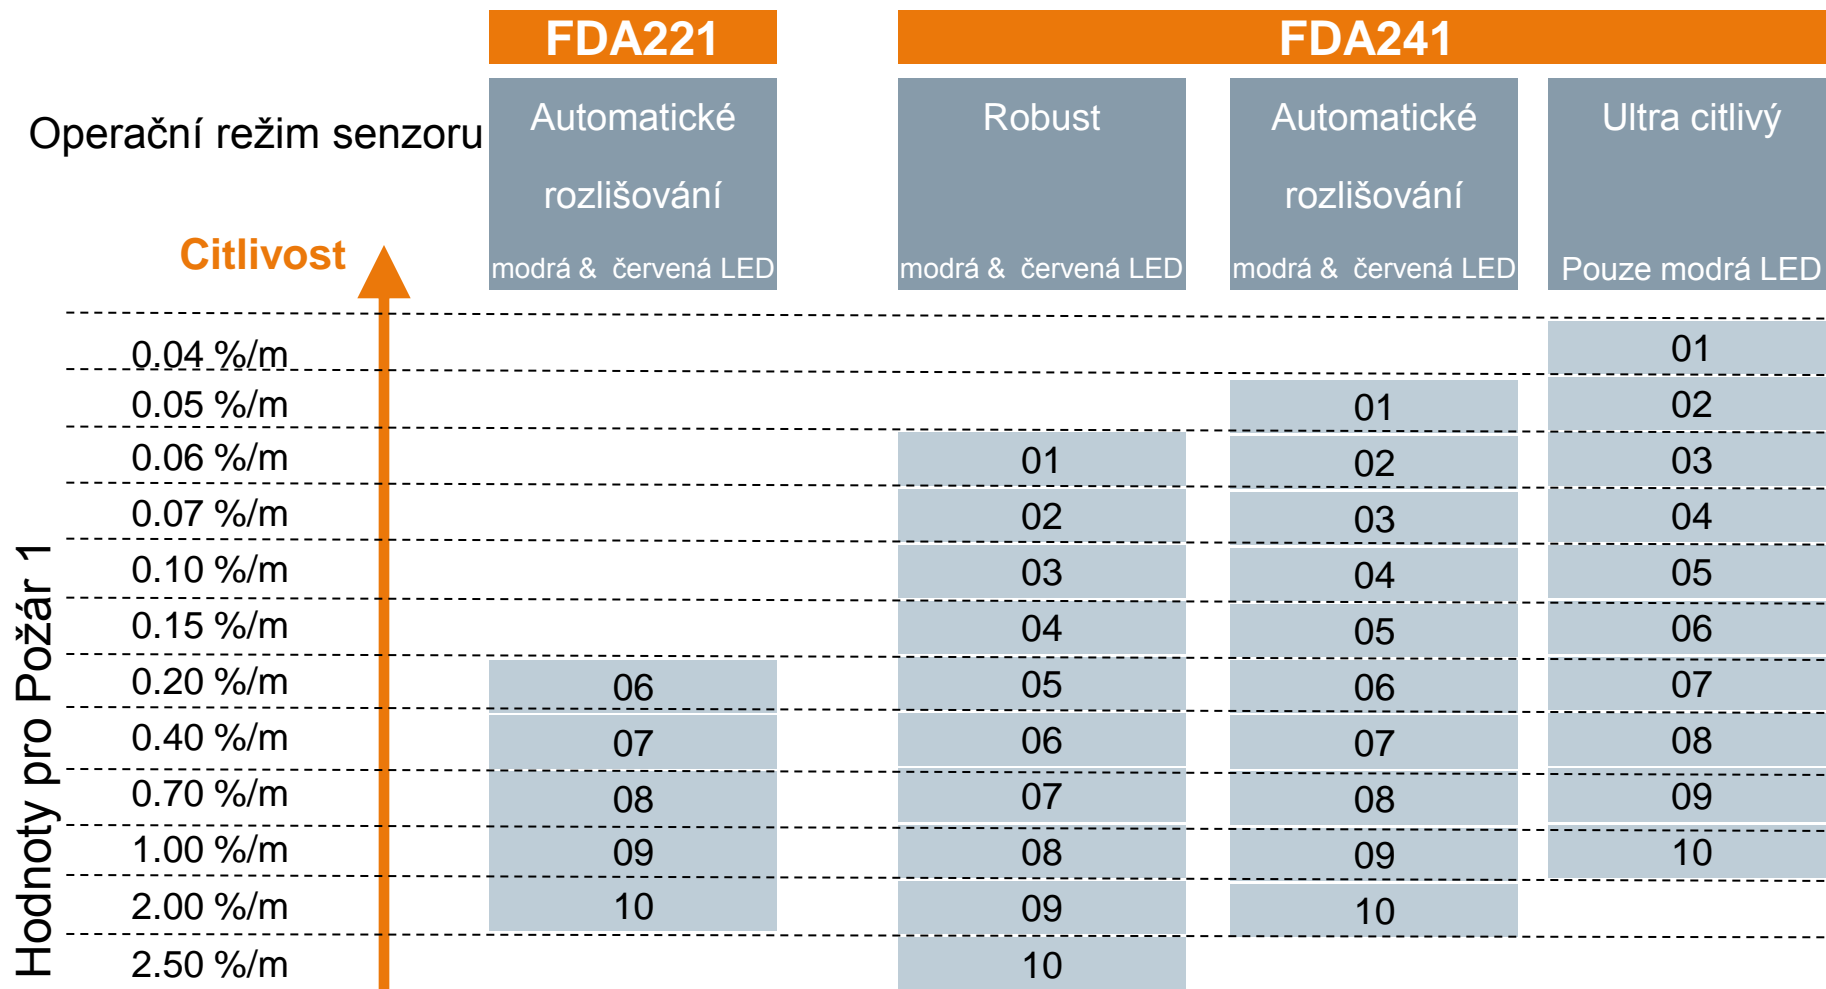 FDA221 FDA241
Operační režim senzoru
Automatické
rozlišování
modrá & červená LED
Robust
modrá & červená LED
Automatické
rozlišování
modrá & červená LED
Ultra citlivý
Pouze modrá LED
Citlivost
Hodnoty pro Požár 1
0.04 %/m 01
0.05 %/m 01 02
0.06 %/m 01 02 03
0.07 %/m 02 03 04
0.10 %/m 03 04 05
0.15 %/m 04 05 06
0.20 %/m 06 05 06 07
0.40 %/m 07 06 07 08
0.70 %/m 08 07 08 09
1.00 %/m 09 08 09 10
2.00 %/m 10 09 10
2.50 %/m 10